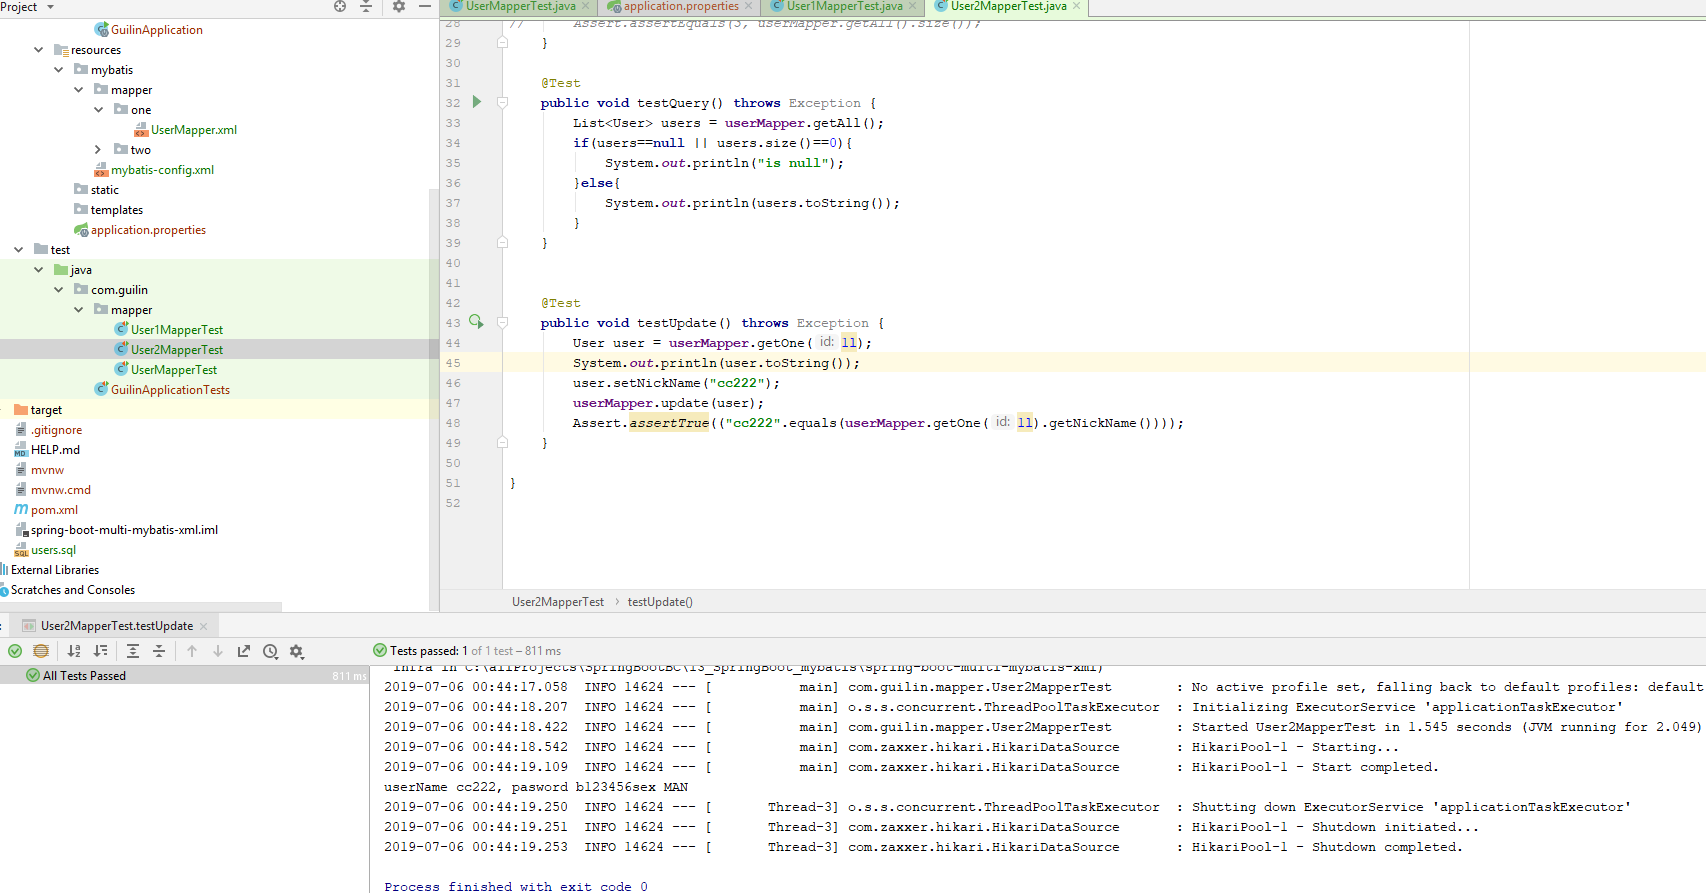 Project
GuilinApplication
resources
mybatis
mapper
one
UserMapper.xml
two
mybatis-config.xml
static
templates
application.properties
test
java
com.guilin
mapper
User1MapperTest
User2MapperTest
UserMapperTest
GuilinApplicationTests
target
.gitignore
HELP.md
mvnw
mvnw.cmd
pom.xml
spring-boot-multi-mybatis-xml.iml
users.sql
External Libraries
Scratches and Consoles
UserMapperTest.java × application.properties × User1MapperTest.java × User2MapperTest.java ×
28 // Assert.assertEquals(3, userMapper.getAll().size());
29 }
30
31 @Test
32 public void testQuery() throws Exception {
33 List<User> users = userMapper.getAll();
34 if(users==null || users.size()==0){
35 System.out.println("is null");
36 }else{
37 System.out.println(users.toString());
38 }
39 }
40
41
42 @Test
43 public void testUpdate() throws Exception {
44 User user = userMapper.getOne( id: 1l);
45 System.out.println(user.toString());
46 user.setNickName("cc222");
47 userMapper.update(user);
48 Assert.assertTrue(("cc222".equals(userMapper.getOne( id: 1l).getNickName())));
49 }
50
51 }
52
User2MapperTest › testUpdate()
User2MapperTest.testUpdate ×
Tests passed: 1 of 1 test – 811 ms
All Tests Passed 811 ms
infra in C:\allProjects\SpringBootBC\13_SpringBoot_mybatis\spring-boot-multi-mybatis-xml)
2019-07-06 00:44:17.058 INFO 14624 --- [ main] com.guilin.mapper.User2MapperTest : No active profile set, falling back to default profiles: default
2019-07-06 00:44:18.207 INFO 14624 --- [ main] o.s.s.concurrent.ThreadPoolTaskExecutor : Initializing ExecutorService 'applicationTaskExecutor'
2019-07-06 00:44:18.422 INFO 14624 --- [ main] com.guilin.mapper.User2MapperTest : Started User2MapperTest in 1.545 seconds (JVM running for 2.049)
2019-07-06 00:44:18.542 INFO 14624 --- [ main] com.zaxxer.hikari.HikariDataSource : HikariPool-1 - Starting...
2019-07-06 00:44:19.109 INFO 14624 --- [ main] com.zaxxer.hikari.HikariDataSource : HikariPool-1 - Start completed.
userName cc222, pasword b123456sex MAN
2019-07-06 00:44:19.250 INFO 14624 --- [ Thread-3] o.s.s.concurrent.ThreadPoolTaskExecutor : Shutting down ExecutorService 'applicationTaskExecutor'
2019-07-06 00:44:19.251 INFO 14624 --- [ Thread-3] com.zaxxer.hikari.HikariDataSource : HikariPool-1 - Shutdown initiated...
2019-07-06 00:44:19.253 INFO 14624 --- [ Thread-3] com.zaxxer.hikari.HikariDataSource : HikariPool-1 - Shutdown completed.
Process finished with exit code 0